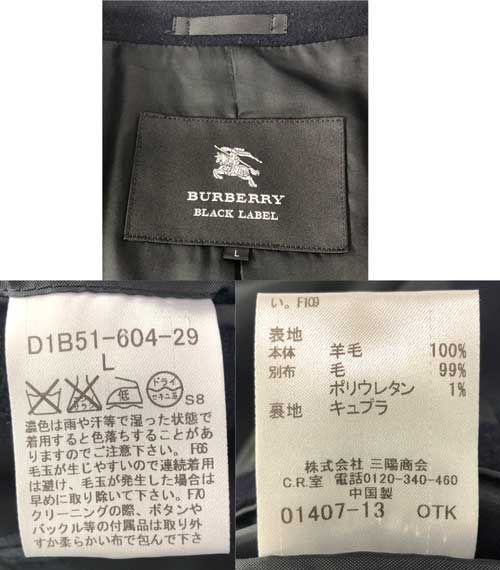 BURBERRY
BLACK LABEL
L
D1B51-604-29
L
低
ドライ
セキユ系
S8
濃色は雨や汗等で湿った状態で
着用すると色落ちすることがあ
りますのでご注意下さい。F66
毛玉が生じやすいので連続着用
は避け、毛玉が発生した場合は
早めに取り除いて下さい。F70
クリーニングの際、ボタンや
バックル等の付属品は取り外
すか柔らかい布で包んで下さ
い。F109
表地
本体 羊毛 100%
別布 毛 99%
ポリウレタン 1%
裏地 キュプラ
株式会社 三陽商会
C.R.室 電話0120-340-460
中国製
01407-13 OTK